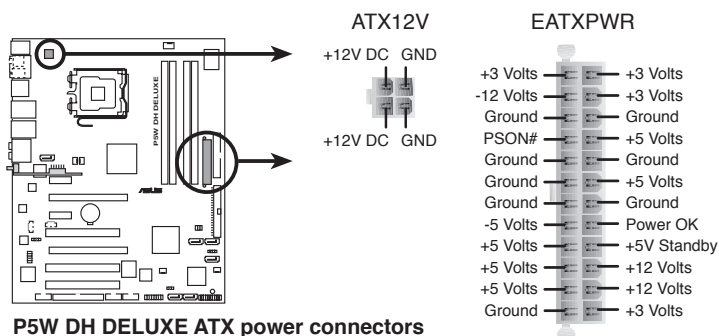 ATX12V
+12V DC GND
+12V DC GND
EATXPWR
+3 Volts +3 Volts
-12 Volts +3 Volts
Ground Ground
PSON# +5 Volts
Ground Ground
Ground +5 Volts
Ground Ground
-5 Volts Power OK
+5 Volts +5V Standby
+5 Volts +12 Volts
+5 Volts +12 Volts
Ground +3 Volts
P5W DH DELUXE
ASUS
P5W DH DELUXE ATX power connectors